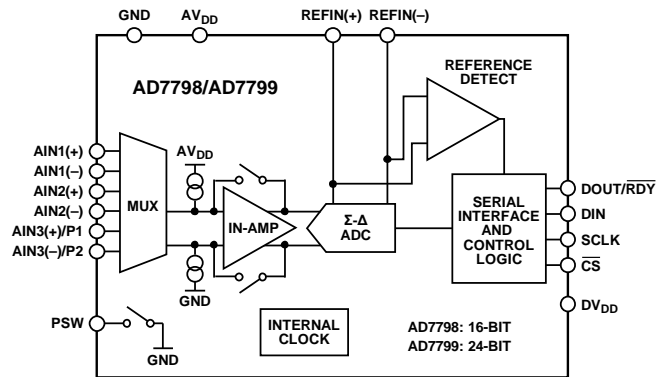 GND
AVDD
REFIN(+)
REFIN(–)
REFERENCE
DETECT
AD7798/AD7799
AIN1(+)
AIN1(–)
AIN2(+)
AIN2(–)
AIN3(+)/P1
AIN3(–)/P2
MUX
AVDD
IN-AMP
GND
Σ-Δ
ADC
SERIAL
INTERFACE
AND
CONTROL
LOGIC
DOUT/R̅D̅Y̅
DIN
SCLK
C̅S̅
DVDD
PSW
GND
INTERNAL
CLOCK
AD7798: 16-BIT
AD7799: 24-BIT